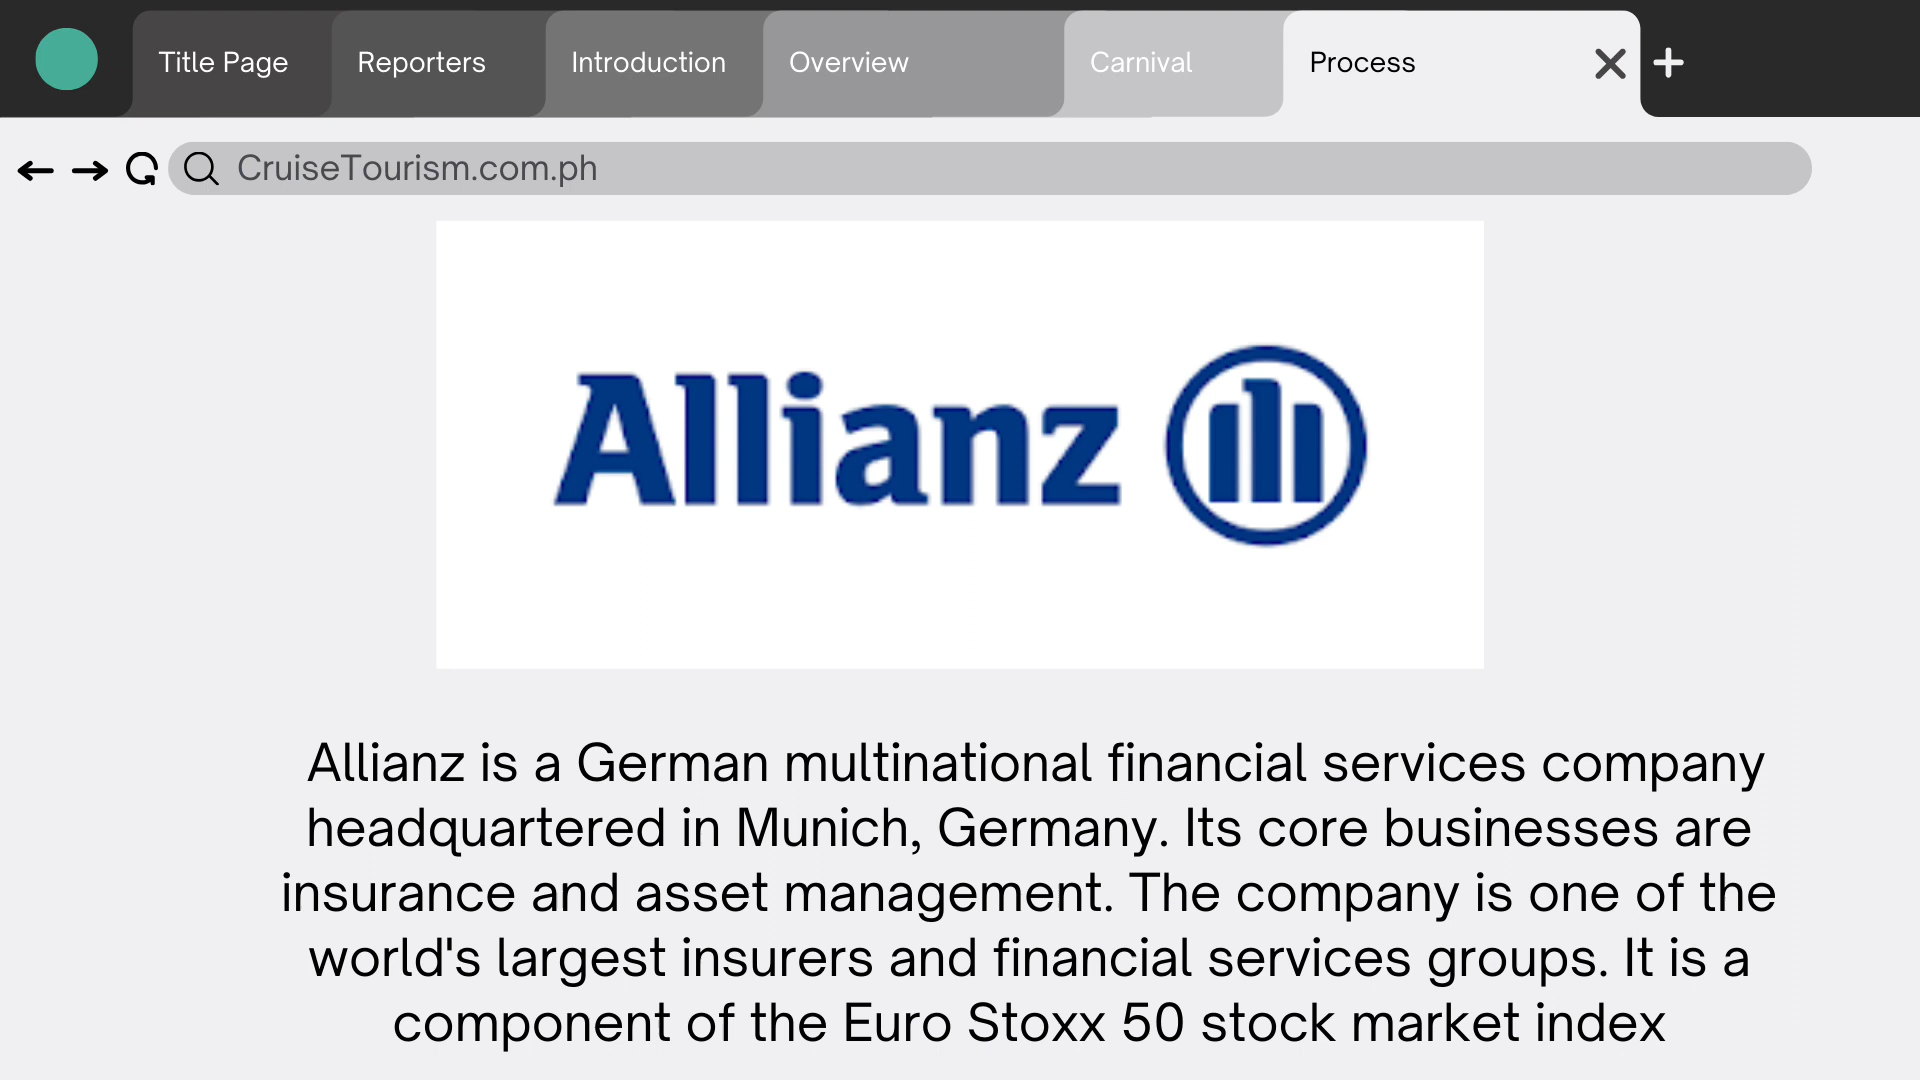 Title Page
Reporters
Introduction
Overview
Carnival
Process
CruiseTourism.com.ph
Allianz
Allianz is a German multinational financial services company
headquartered in Munich, Germany. Its core businesses are
insurance and asset management. The company is one of the
world's largest insurers and financial services groups. It is a
component of the Euro Stoxx 50 stock market index